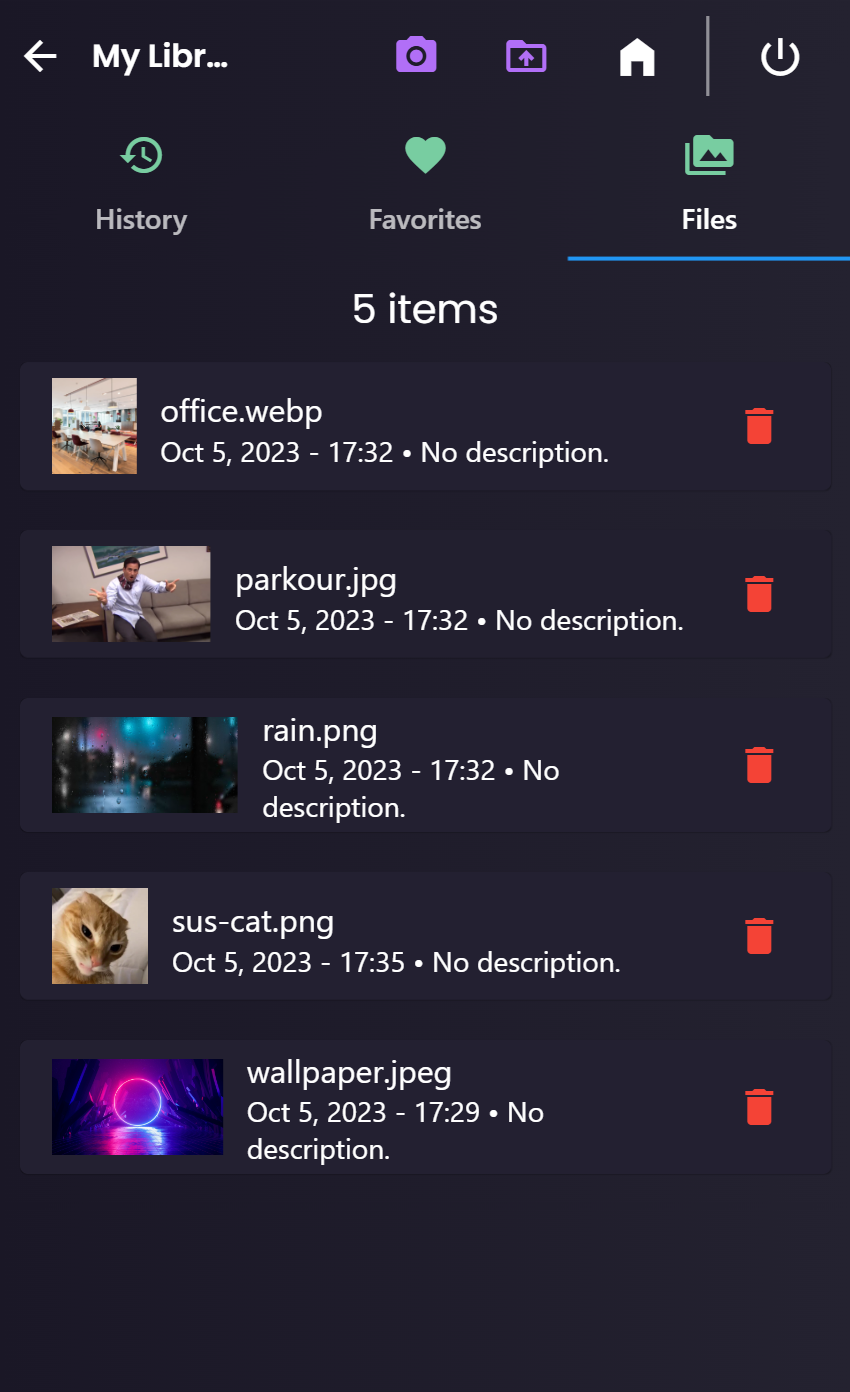 My Libr...
History
Favorites
Files
5 items
office.webp
Oct 5, 2023 - 17:32 • No description.
parkour.jpg
Oct 5, 2023 - 17:32 • No description.
rain.png
Oct 5, 2023 - 17:32 • No
description.
sus-cat.png
Oct 5, 2023 - 17:35 • No description.
wallpaper.jpeg
Oct 5, 2023 - 17:29 • No
description.